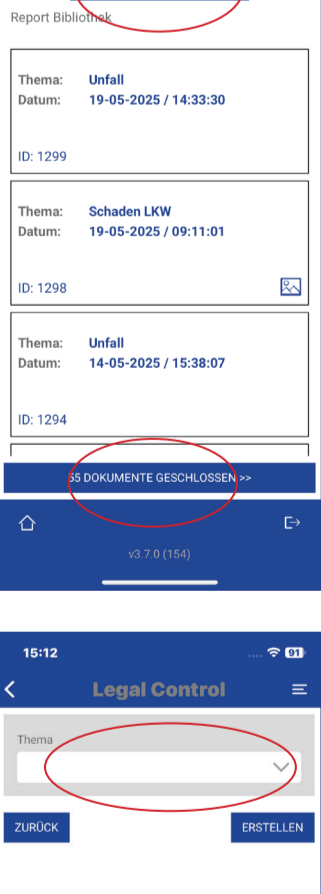 Report Bibliothek
Thema: Unfall
Datum: 19-05-2025 / 14:33:30
ID: 1299
Thema: Schaden LKW
Datum: 19-05-2025 / 09:11:01
ID: 1298
Thema: Unfall
Datum: 14-05-2025 / 15:38:07
ID: 1294
55 DOKUMENTE GESCHLOSSEN >>
v3.7.0 (154)
15:12 91
Legal Control
Thema
ZURÜCK ERSTELLEN